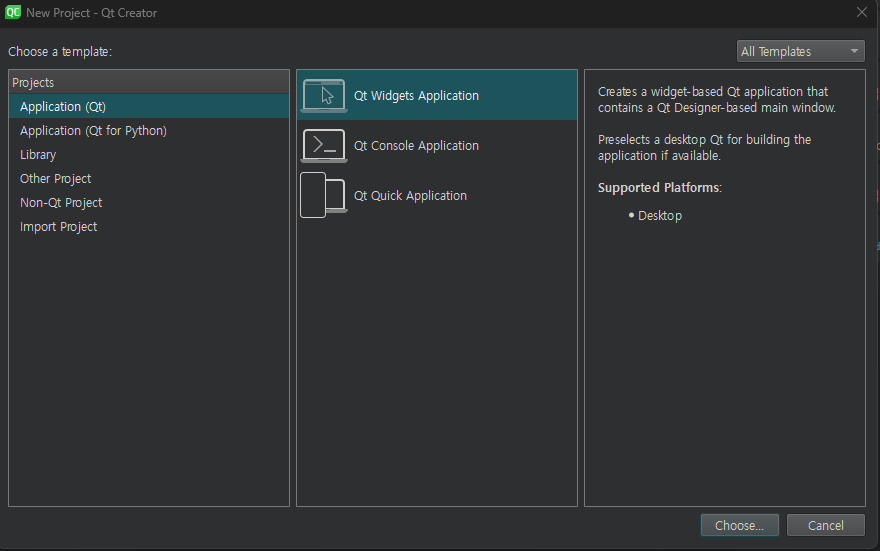 QC New Project - Qt Creator
Choose a template:
All Templates
Projects
Application (Qt)
Application (Qt for Python)
Library
Other Project
Non-Qt Project
Import Project
Qt Widgets Application
Qt Console Application
Qt Quick Application
Creates a widget-based Qt application that
contains a Qt Designer-based main window.
Preselects a desktop Qt for building the
application if available.
Supported Platforms:
• Desktop
Choose...
Cancel